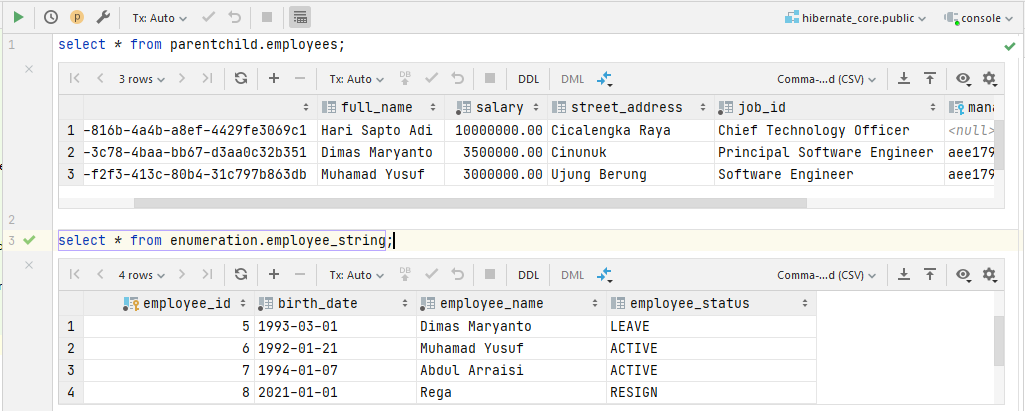 Tx: Auto hibernate_core.public console
1 select * from parentchild.employees;
3 rows Tx: Auto DB DDL DML Comma-...d (CSV)
full_name salary street_address job_id mana
1 -816b-4a4b-a8ef-4429fe3069c1 Hari Sapto Adi 10000000.00 Cicalengka Raya Chief Technology Officer <null>
2 -3c78-4baa-bb67-d3aa0c32b351 Dimas Maryanto 3500000.00 Cinunuk Principal Software Engineer aee179
3 -f2f3-413c-80b4-31c797b863db Muhamad Yusuf 3000000.00 Ujung Berung Software Engineer aee179
2
3 select * from enumeration.employee_string;
4 rows Tx: Auto DB DDL DML Comma-...d (CSV)
employee_id birth_date employee_name employee_status
1 5 1993-03-01 Dimas Maryanto LEAVE
2 6 1992-01-21 Muhamad Yusuf ACTIVE
3 7 1994-01-07 Abdul Arraisi ACTIVE
4 8 2021-01-01 Rega RESIGN